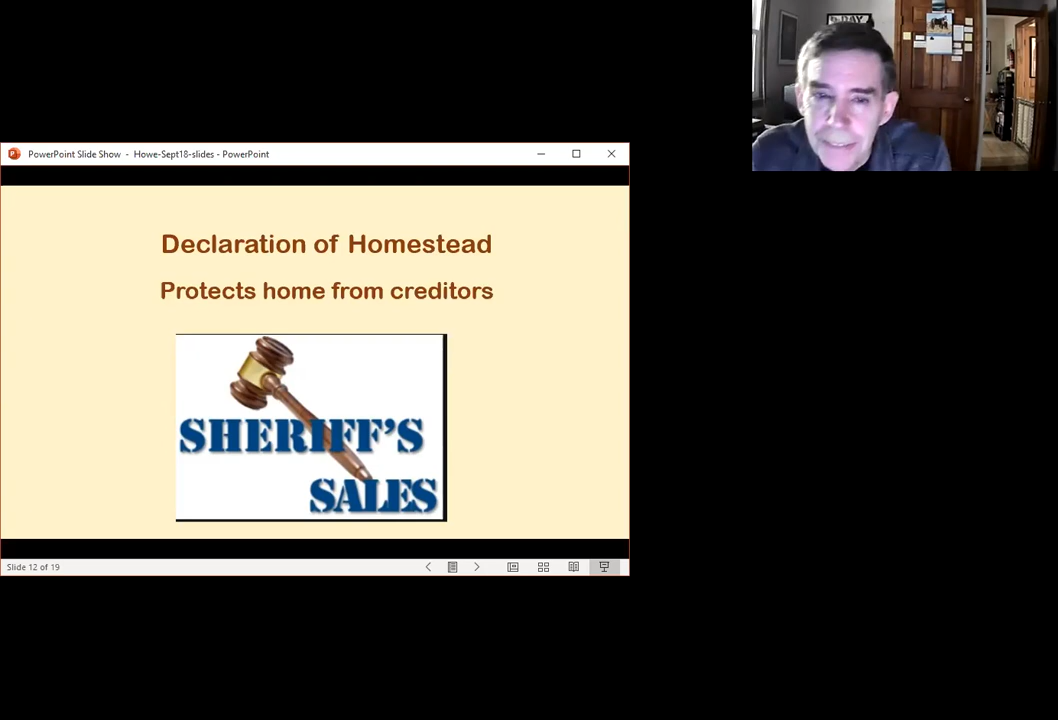 DAY
PowerPoint Slide Show - Howe-Sept18-slides - PowerPoint
Declaration of Homestead
Protects home from creditors
SHERIFF'S
SALES
Slide 12 of 19